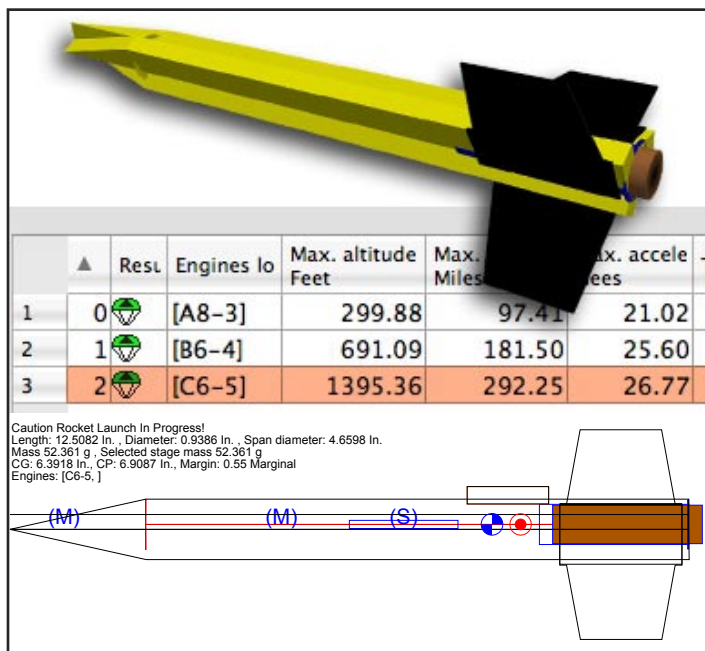 ▲ Resu Engines lo Max. altitude Max. ax. accele
Feet Miles ees
1 0 [A8-3] 299.88 97.41 21.02
2 1 [B6-4] 691.09 181.50 25.60
3 2 [C6-5] 1395.36 292.25 26.77
Caution Rocket Launch In Progress!
Length: 12.5082 In. , Diameter: 0.9386 In. , Span diameter: 4.6598 In.
Mass 52.361 g , Selected stage mass 52.361 g
CG: 6.3918 In., CP: 6.9087 In., Margin: 0.55 Marginal
Engines: [C6-5, ]
(M) (M) (S)